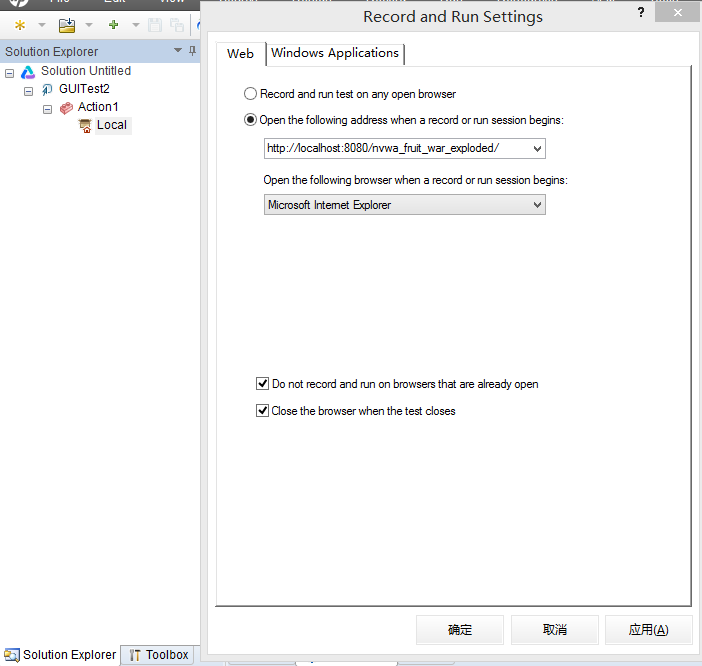 Record and Run Settings
?
Solution Explorer
Solution Untitled
GUITest2
Action1
Local
Web
Windows Applications
Record and run test on any open browser
Open the following address when a record or run session begins:
http://localhost:8080/nvwa_fruit_war_exploded/
Open the following browser when a record or run session begins:
Microsoft Internet Explorer
Do not record and run on browsers that are already open
Close the browser when the test closes
确定
取消
应用(A)
Solution Explorer
Toolbox